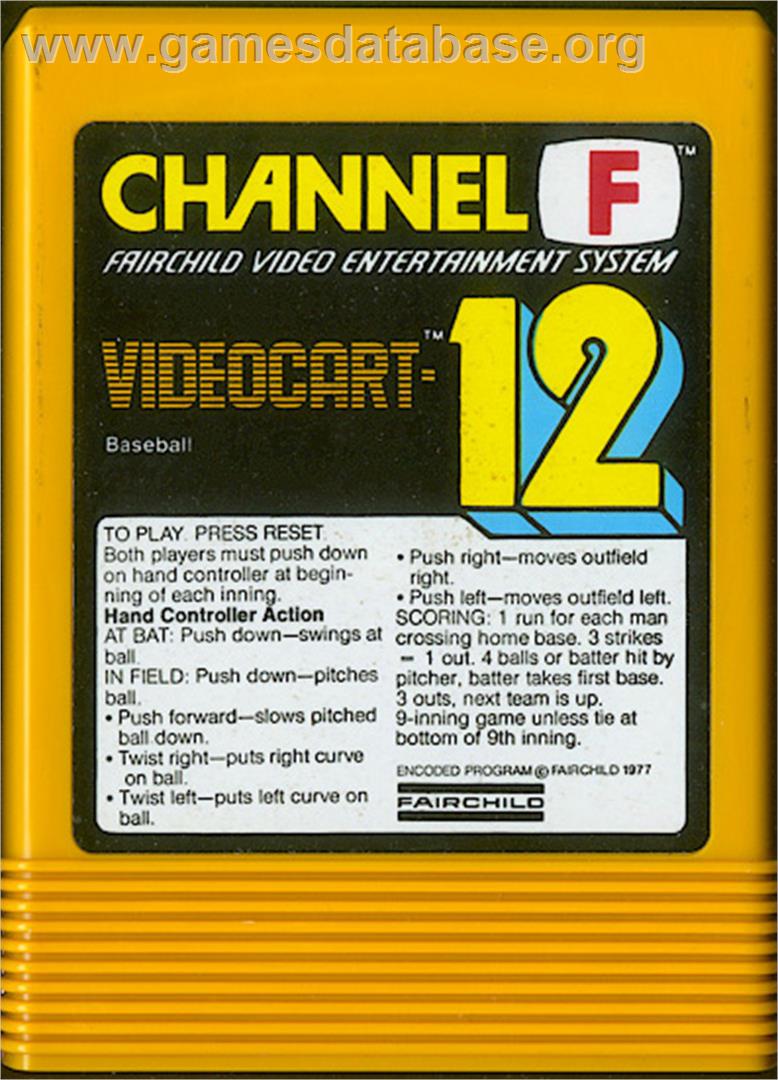 www.gamesdatabase.org
CHANNEL F™
FAIRCHILD VIDEO ENTERTAINMENT SYSTEM
VIDEOCART-™ 12
Baseball
TO PLAY. PRESS RESET.
Both players must push down
on hand controller at begin-
ning of each inning.
Hand Controller Action
AT BAT: Push down—swings at
ball.
IN FIELD: Push down—pitches
ball.
• Push forward—slows pitched
ball down.
• Twist right—puts right curve
on ball.
• Twist left—puts left curve on
ball.
• Push right—moves outfield
right.
• Push left—moves outfield left.
SCORING: 1 run for each man
crossing home base. 3 strikes
= 1 out. 4 balls or batter hit by
pitcher, batter takes first base.
3 outs, next team is up.
9-inning game unless tie at
bottom of 9th inning.
ENCODED PROGRAM © FAIRCHILD 1977
FAIRCHILD